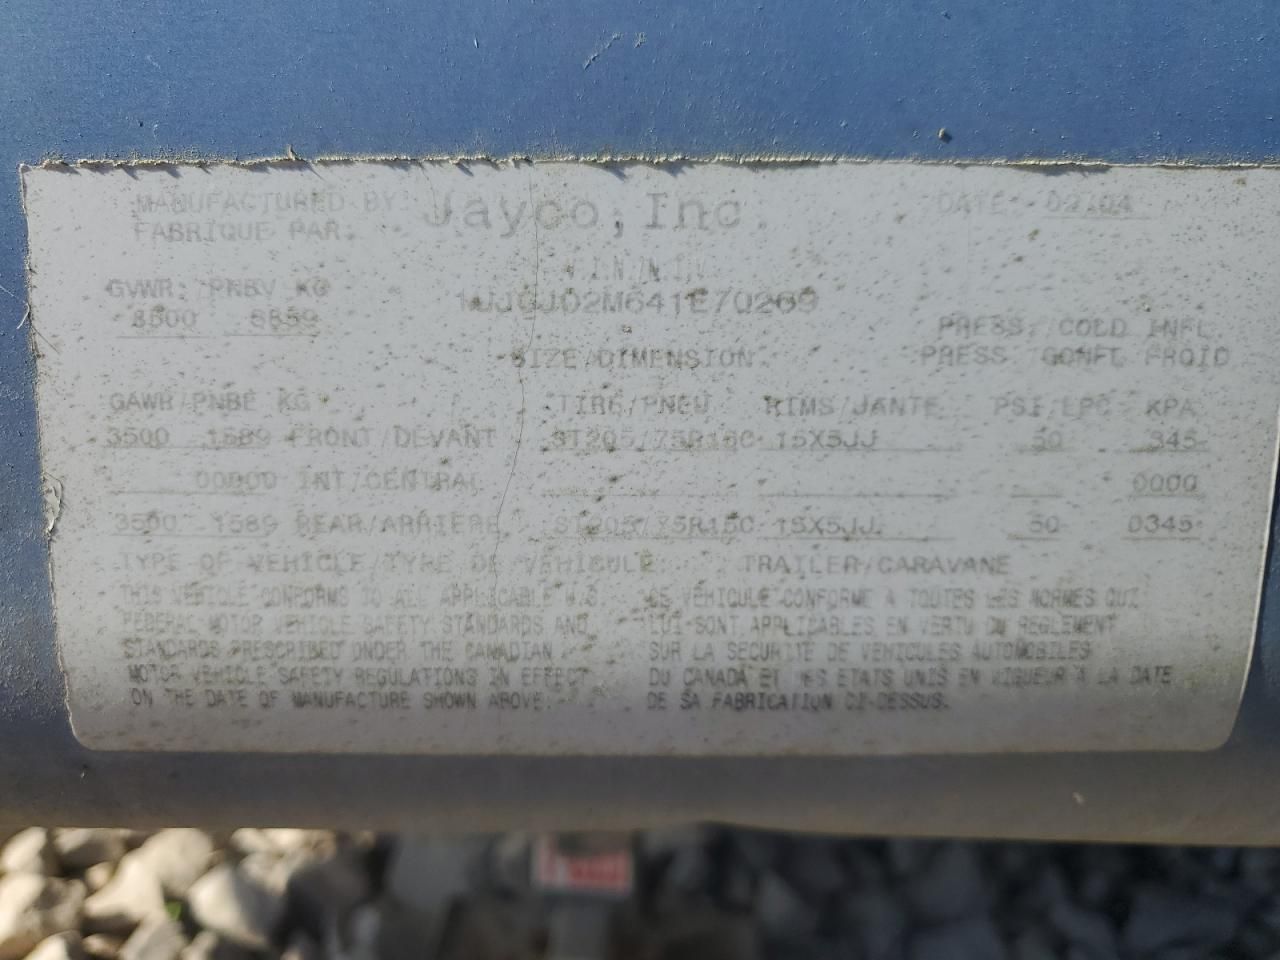 MANUFACTURED BY: Jayco, Inc. DATE: 02/04
FABRIQUE PAR:
V.I.N./N.I.V.
GVWR: PNBV KG
8500 1UJCJ02M641E70269
PRESS. COLD INFL
SIZE/DIMENSION PRESS. GONFL FROID
GAWR/PNBE KG TIRE/PNEU RIMS/JANTE PSI/LPC KPA
3500 1589 FRONT/DEVANT ST205/75R15C 15X5JJ 50 345
00000 INT/CENTRAL 0000
3500 1589 REAR/ARRIERE ST205/75R15C 15X5JJ 50 0345
TYPE OF VEHICLE/TYPE DE VEHICULE: TRAILER/CARAVANE
THIS VEHICLE CONFORMS TO ALL APPLICABLE U.S. CE VEHICULE CONFORME A TOUTES LES NORMES QUI
FEDERAL MOTOR VEHICLE SAFETY STANDARDS AND LUI SONT APPLICABLES EN VERTU DU REGLEMENT
STANDARDS PRESCRIBED UNDER THE CANADIAN SUR LA SECURITE DE VEHICULES AUTOMOBILES
MOTOR VEHICLE SAFETY REGULATIONS IN EFFECT DU CANADA ET DES ETATS UNIS EN VIGUEUR A LA DATE
ON THE DATE OF MANUFACTURE SHOWN ABOVE. DE SA FABRICATION CI-DESSUS.